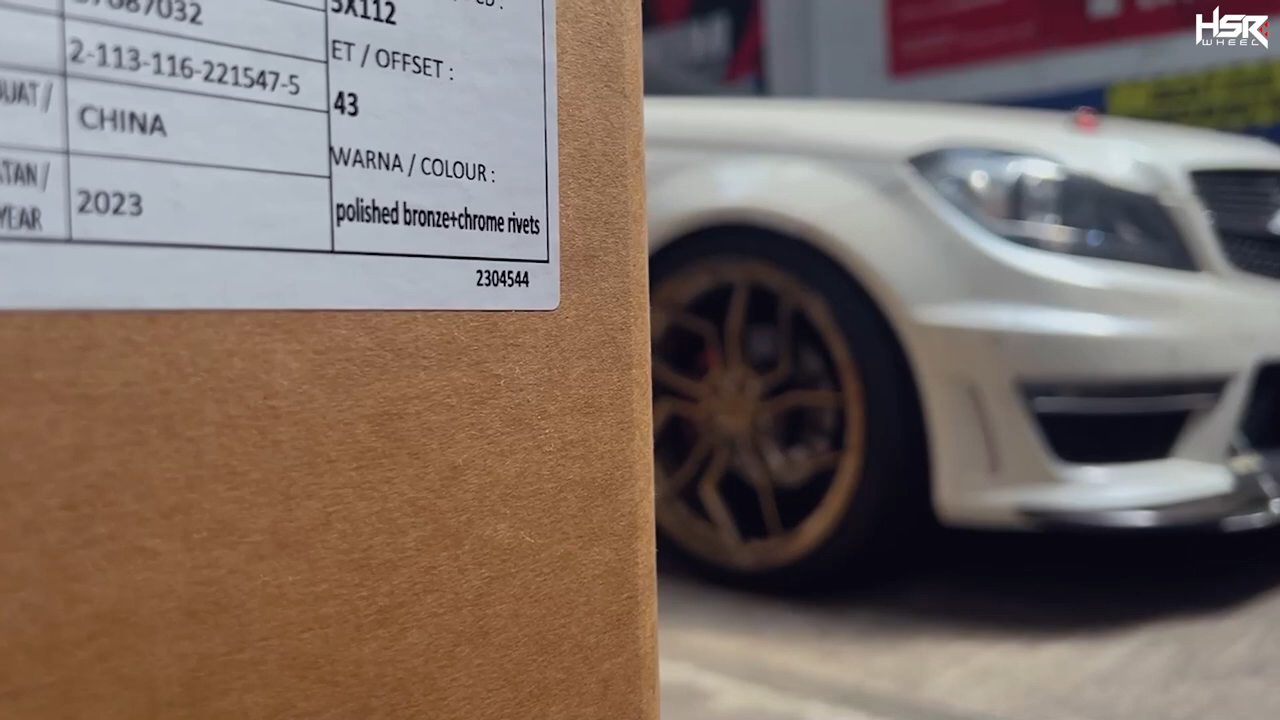 5X112
2-113-116-221547-5
ET / OFFSET :
43
CHINA
WARNA / COLOUR :
2023
YEAR
polished bronze+chrome rivets
2304544
HSR
WHEEL